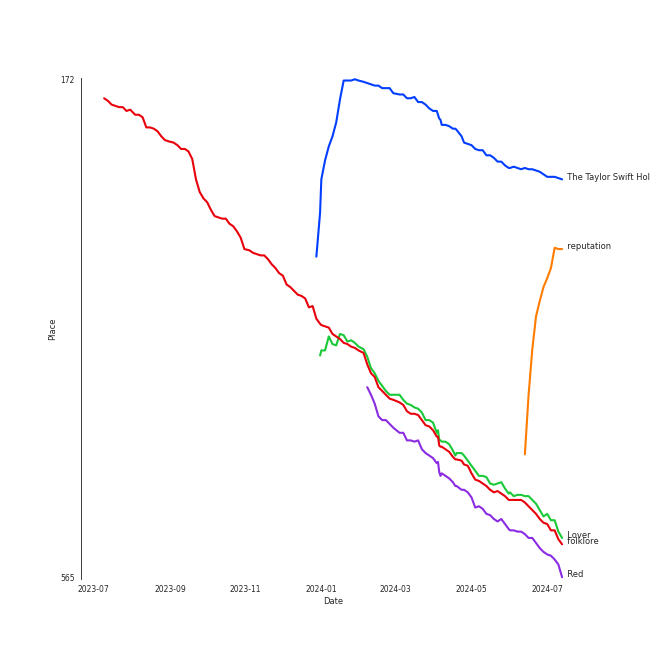 172
The Taylor Swift Hol
reputation
Place
Lover
folklore
Red
565
2023-07
2023-09
2023-11
2024-01
2024-03
2024-05
2024-07
Date